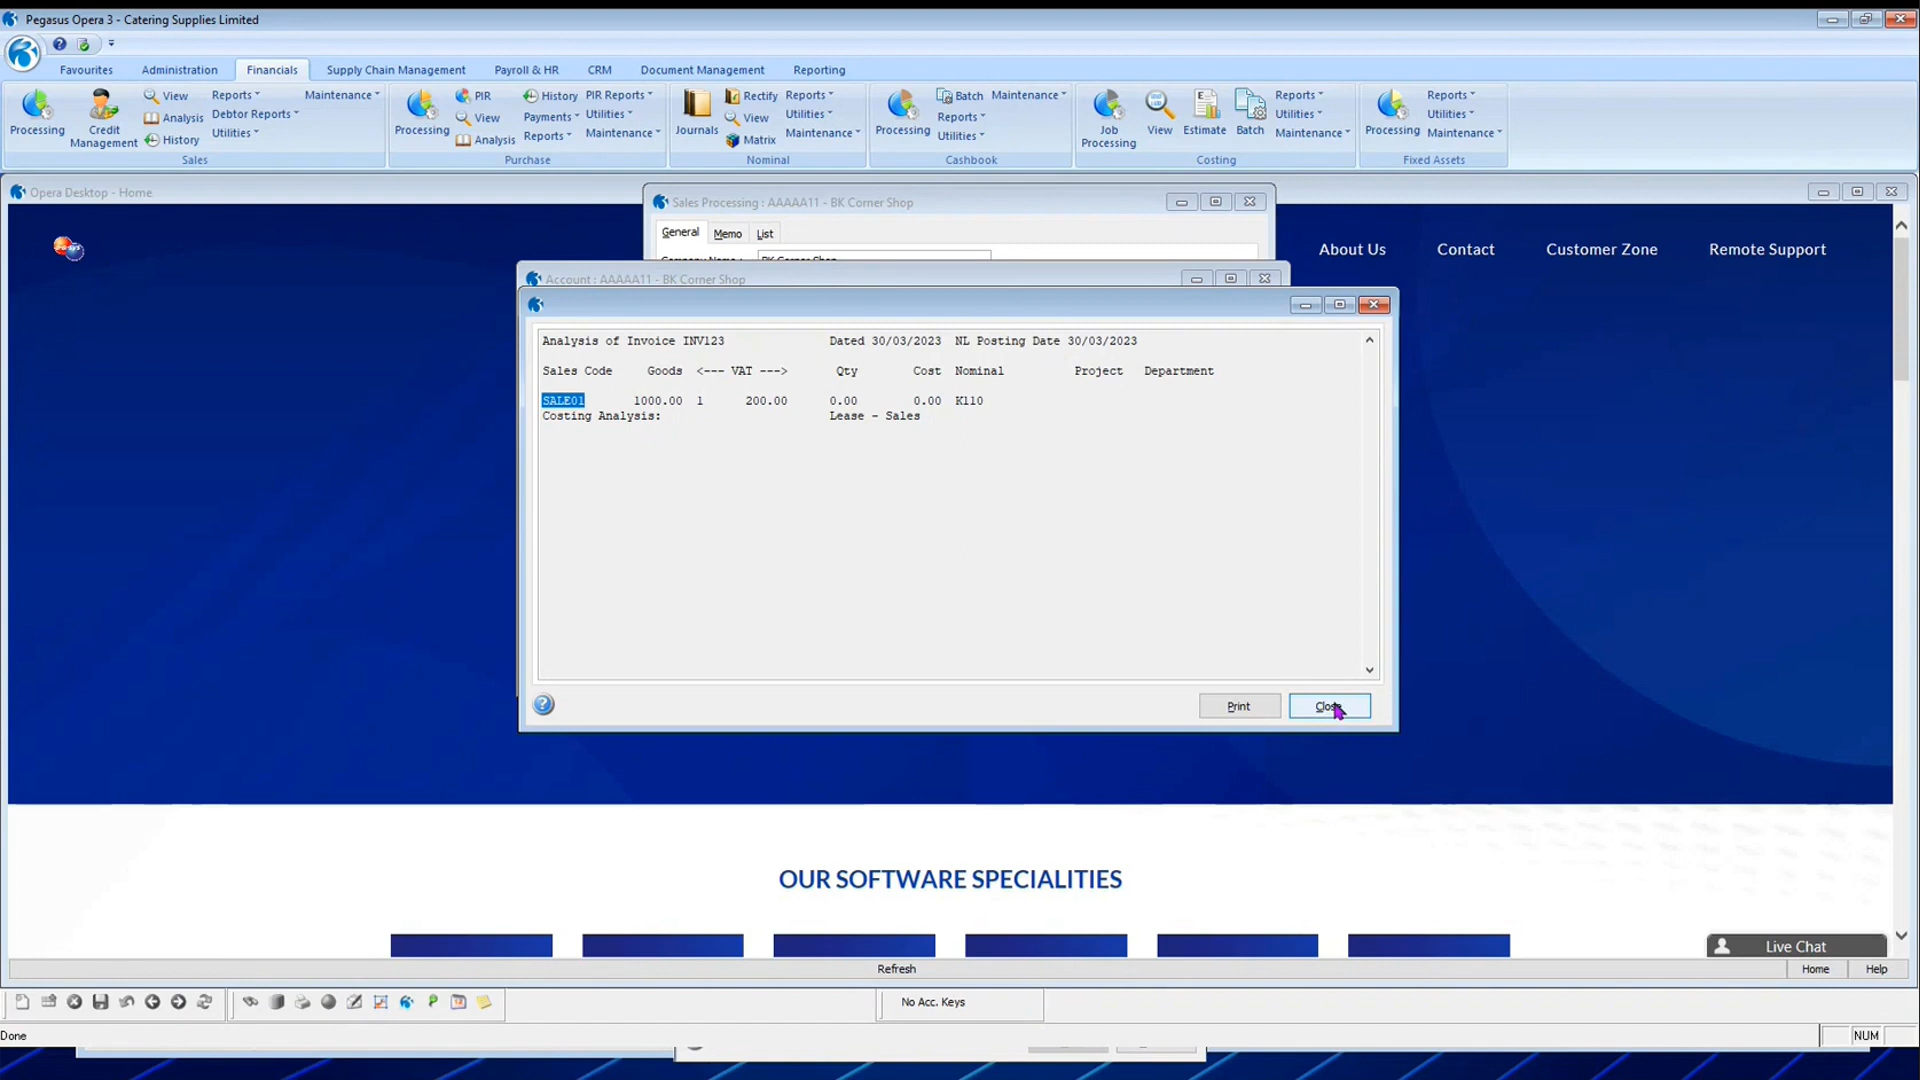 Pegasus Opera 3 - Catering Supplies Limited
Favourites Administration Financials Supply Chain Management Payroll & HR CRM Document Management Reporting
Processing
Credit Management
View
Analysis
History
Reports
Debtor Reports
Utilities
Maintenance
Sales
Processing
PIR
View
Analysis
History
Payments
Reports
PIR Reports
Utilities
Maintenance
Purchase
Journals
Rectify
View
Matrix
Reports
Utilities
Maintenance
Nominal
Processing
Batch
Reports
Utilities
Maintenance
Cashbook
Job Processing
View
Estimate
Batch
Reports
Utilities
Maintenance
Costing
Processing
Reports
Utilities
Maintenance
Fixed Assets
Opera Desktop - Home
Sales Processing : AAAAA11 - BK Corner Shop
General Memo List
Company Name : BK Corner Shop
About Us Contact Customer Zone Remote Support
Account : AAAAA11 - BK Corner Shop
Analysis of Invoice INV123 Dated 30/03/2023 NL Posting Date 30/03/2023
Sales Code Goods <--- VAT ---> Qty Cost Nominal Project Department
SALE01 1000.00 1 200.00 0.00 0.00 K110
Costing Analysis: Lease - Sales
Print Close
OUR SOFTWARE SPECIALITIES
Live Chat
Refresh Home Help
No Acc. Keys
Done NUM